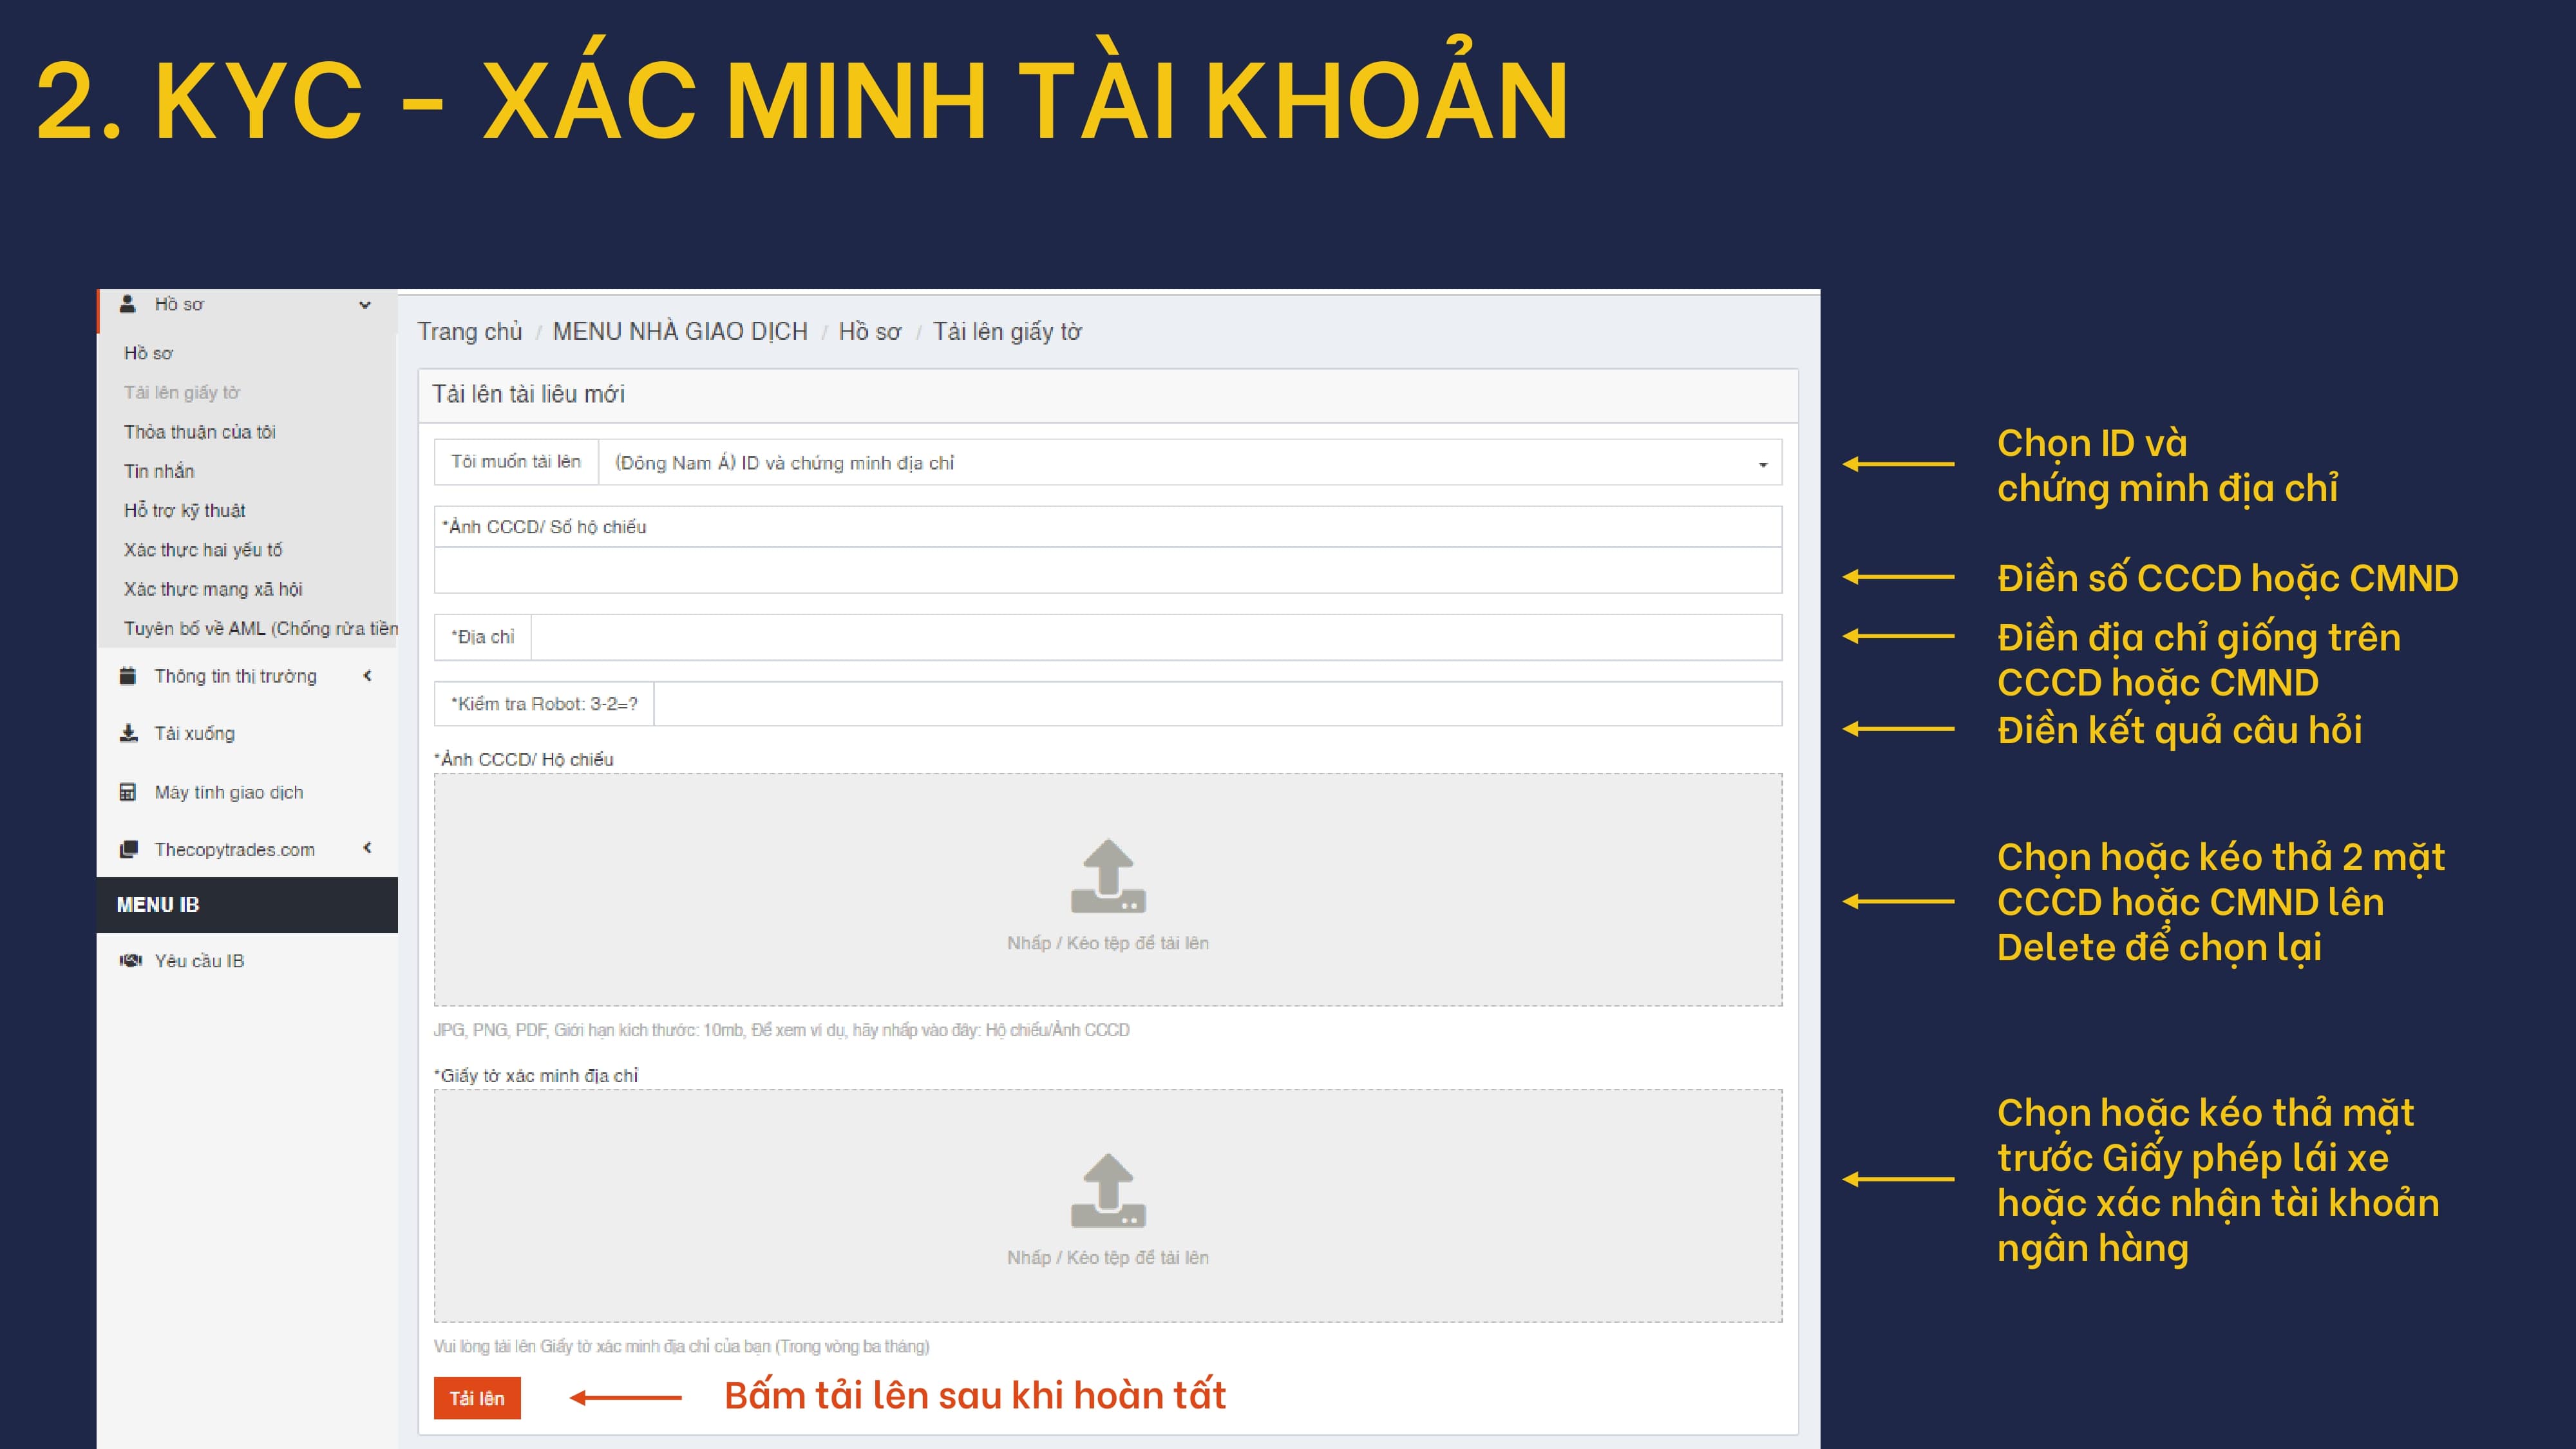 2. KYC - XÁC MINH TÀI KHOẢN
Hồ sơ
Hồ sơ
Tải lên giấy tờ
Thỏa thuận của tôi
Tin nhắn
Hỗ trợ kỹ thuật
Xác thực hai yếu tố
Xác thực mạng xã hội
Tuyên bố về AML (Chống rửa tiền
Thông tin thị trường
Tải xuống
Máy tính giao dịch
Thecopytrades.com
MENU IB
Yêu cầu IB
Trang chủ / MENU NHÀ GIAO DỊCH / Hồ sơ / Tải lên giấy tờ
Tải lên tài liêu mới
Tôi muốn tải lên (Đông Nam Á) ID và chứng minh địa chỉ
*Ảnh CCCD/ Số hộ chiếu
*Địa chỉ
*Kiểm tra Robot: 3-2=?
*Ảnh CCCD/ Hộ chiếu
Nhấp / Kéo tệp để tải lên
JPG, PNG, PDF, Giới hạn kích thước: 10mb, Để xem ví dụ, hãy nhấp vào đây: Hộ chiếu/Ảnh CCCD
*Giấy tờ xác minh địa chỉ
Nhấp / Kéo tệp để tải lên
Vui lòng tải lên Giấy tờ xác minh địa chỉ của bạn (Trong vòng ba tháng)
Tải lên
Bấm tải lên sau khi hoàn tất
Chọn ID và
chứng minh địa chỉ
Điền số CCCD hoặc CMND
Điền địa chỉ giống trên
CCCD hoặc CMND
Điền kết quả câu hỏi
Chọn hoặc kéo thả 2 mặt
CCCD hoặc CMND lên
Delete để chọn lại
Chọn hoặc kéo thả mặt
trước Giấy phép lái xe
hoặc xác nhận tài khoản
ngân hàng